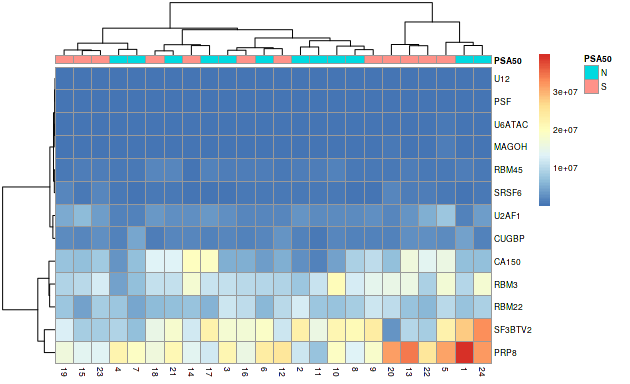 PSA50
PSA50
N
S
3e+07
2e+07
1e+07
U12
PSF
U6ATAC
MAGOH
RBM45
SRSF6
U2AF1
CUGBP
CA150
RBM3
RBM22
SF3BTV2
PRP8
19 15 23 4 7 18 21 14 17 3 16 6 12 2 11 10 8 9 20 13 22 5 1 24